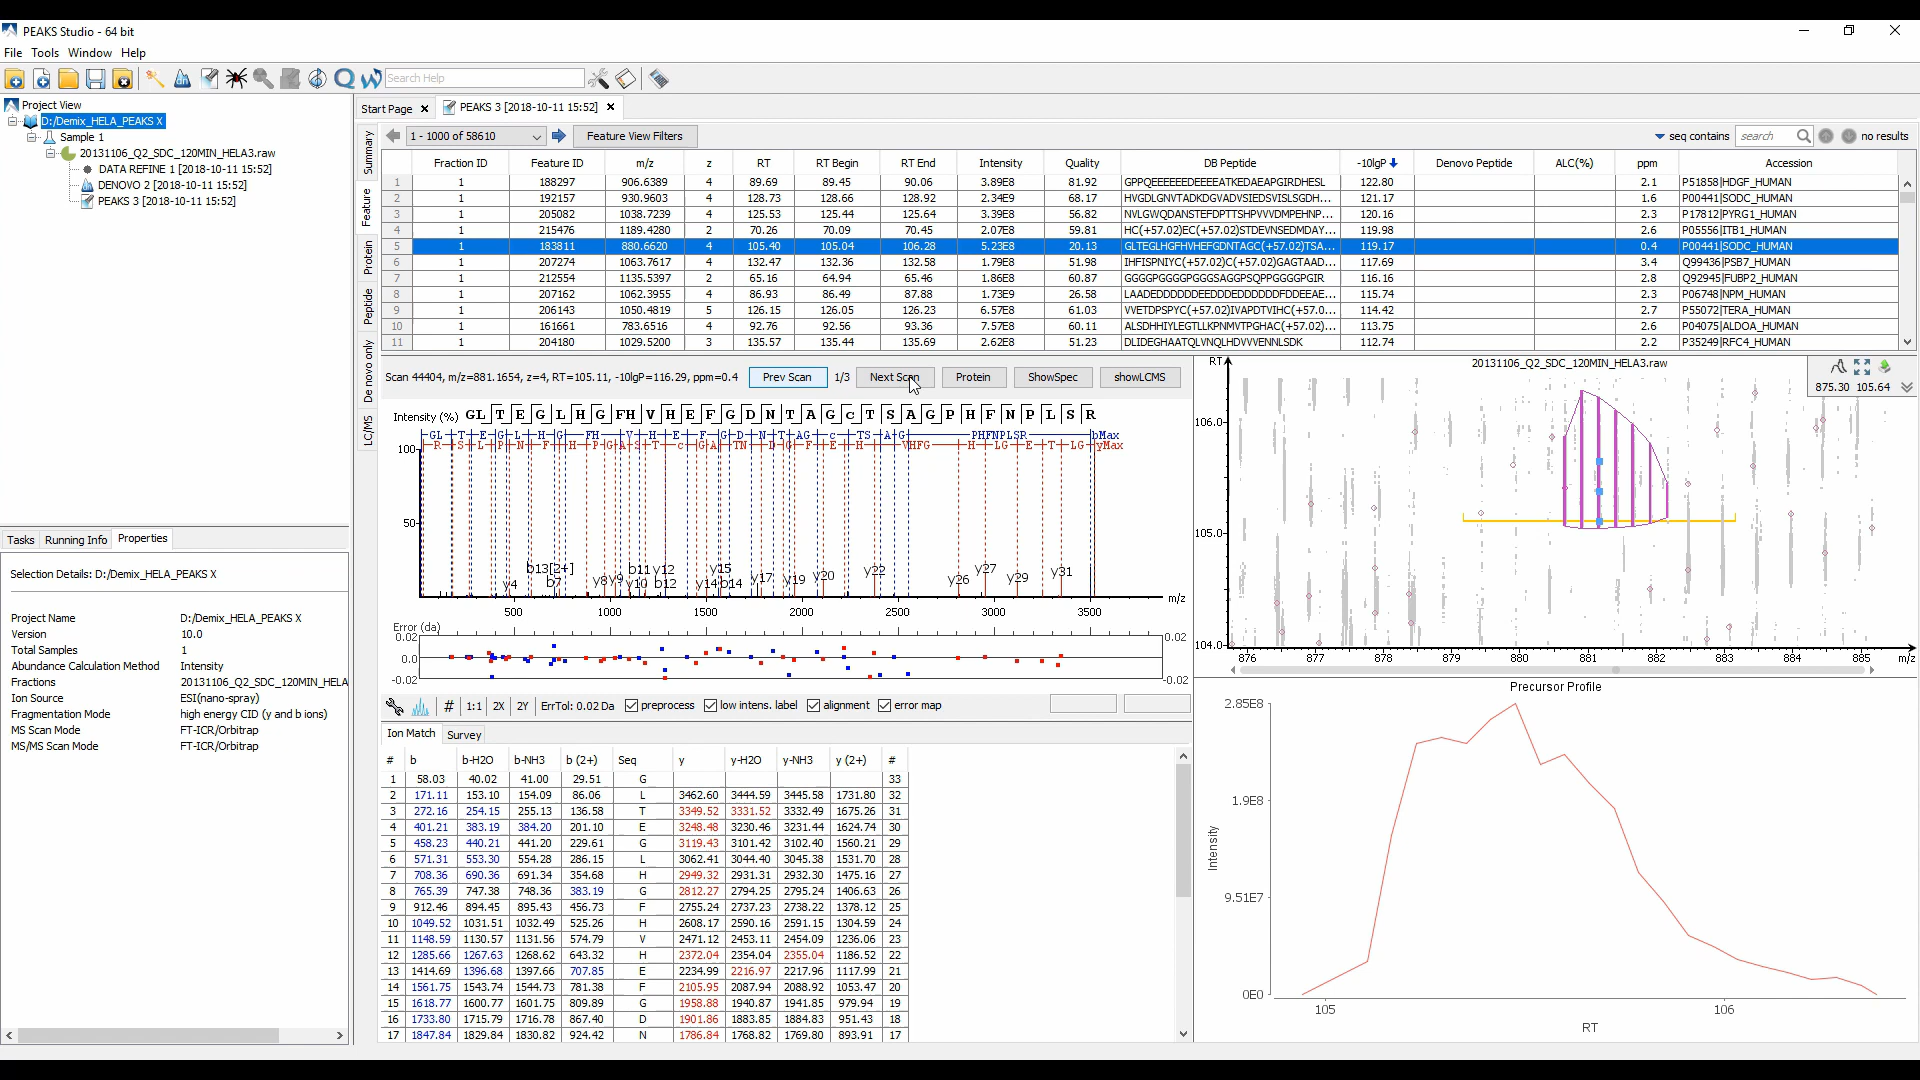 PEAKS Studio - 64 bit
File Tools Window Help
Search Help
Project View
D:/Demix_HELA_PEAKS X
Sample 1
20131106_Q2_SDC_120MIN_HELA3.raw
DATA REFINE 1 [2018-10-11 15:52]
DENOVO 2 [2018-10-11 15:52]
PEAKS 3 [2018-10-11 15:52]
Tasks Running Info Properties
Selection Details: D:/Demix_HELA_PEAKS X
Project Name D:/Demix_HELA_PEAKS X
Version 10.0
Total Samples 1
Abundance Calculation Method Intensity
Fractions 20131106_Q2_SDC_120MIN_HELA
Ion Source ESI(nano-spray)
Fragmentation Mode high energy CID (y and b ions)
MS Scan Mode FT-ICR/Orbitrap
MS/MS Scan Mode FT-ICR/Orbitrap
Start Page PEAKS 3 [2018-10-11 15:52]
Summary
Feature
Protein
Peptide
De novo only
LC/MS
1 - 1000 of 58610 Feature View Filters seq contains search no results
Fraction ID Feature ID m/z z RT RT Begin RT End Intensity Quality DB Peptide -10lgP Denovo Peptide ALC(%) ppm Accession
1 1 188297 906.6389 4 89.69 89.45 90.06 3.89E8 81.92 GPPQEEEEEEDEEEEATKEDAEAPGIRDHESL 122.80 2.1 P51858|HDGF_HUMAN
2 1 192157 930.9603 4 128.73 128.66 128.92 2.34E9 68.17 HVGDLGNVTADKDGVADVSIEDSVISLSGDH... 121.17 1.6 P00441|SODC_HUMAN
3 1 205082 1038.7239 4 125.53 125.44 125.64 3.39E8 56.82 NVLGWQDANSTEFDPTTSHPVVVDMPEHNP... 120.16 2.3 P17812|PYRG1_HUMAN
4 1 215476 1189.4280 2 70.26 70.09 70.45 2.07E8 59.81 HC(+57.02)EC(+57.02)STDEVNSEDMDAY... 119.98 2.6 P05556|ITB1_HUMAN
5 1 183811 880.6620 4 105.40 105.04 106.28 5.23E8 20.13 GLTEGLHGFHVHEFGDNTAGC(+57.02)TSA... 119.17 0.4 P00441|SODC_HUMAN
6 1 207274 1063.7617 4 132.47 132.36 132.58 1.79E8 51.98 IHFISPNIYC(+57.02)C(+57.02)GAGTAAD... 117.69 3.4 Q99436|PSB7_HUMAN
7 1 212554 1135.5397 2 65.16 64.94 65.46 1.86E8 60.87 GGGGPGGGGPGGGSAGGPSQPPGGGGPGIR 116.16 2.8 Q92945|FUBP2_HUMAN
8 1 207162 1062.3955 4 86.93 86.49 87.88 1.73E9 26.58 LAADEDDDDDDEEDDDEDDDDDDFDDEEAE... 115.74 2.3 P06748|NPM_HUMAN
9 1 206143 1050.4819 5 126.15 126.05 126.23 6.57E8 61.03 VVETDPSPYC(+57.02)IVAPDTVIHC(+57.0... 114.42 2.7 P55072|TERA_HUMAN
10 1 161661 783.6516 4 92.76 92.56 93.36 7.57E8 60.11 ALSDHHIYLEGTLLKPNMVTPGHAC(+57.02)... 113.75 2.6 P04075|ALDOA_HUMAN
11 1 204180 1029.5200 3 135.57 135.44 135.69 2.62E8 51.23 DLIDEGHAATQLVNQLHDVVVENNLSDK 112.74 2.2 P35249|RFC4_HUMAN
Scan 44404, m/z=881.1654, z=4, RT=105.11, -10lgP=116.29, ppm=0.4 Prev Scan 1/3 Next Scan Protein ShowSpec showLCMS
Intensity (%) GL T E G L H G FH V H E F G D N T A G c T S A G P H F N P L S R
GL T E G L H G FH V H E F G D N T AG c TS A G PHFNPLSR bMax
R S L P N F H P G A S T c G A TN D G F E H VHFG H LG E T LG yMax
100
50
y4 b13[2+] b7 y8 y9 b11 y10 y12 b12 y14 y15 b14 y17 y19 y20 y22 y26 y27 y29 y31
500 1000 1500 2000 2500 3000 3500 m/z
Error (da)
0.02 0.02
0.0
-0.02 -0.02
# 1:1 2X 2Y ErrTol: 0.02 Da preprocess low intens. label alignment error map
Ion Match Survey
# b b-H2O b-NH3 b (2+) Seq y y-H2O y-NH3 y (2+) #
1 58.03 40.02 41.00 29.51 G 33
2 171.11 153.10 154.09 86.06 L 3462.60 3444.59 3445.58 1731.80 32
3 272.16 254.15 255.13 136.58 T 3349.52 3331.52 3332.49 1675.26 31
4 401.21 383.19 384.20 201.10 E 3248.48 3230.46 3231.44 1624.74 30
5 458.23 440.21 441.20 229.61 G 3119.43 3101.42 3102.40 1560.21 29
6 571.31 553.30 554.28 286.15 L 3062.41 3044.40 3045.38 1531.70 28
7 708.36 690.36 691.34 354.68 H 2949.32 2931.31 2932.30 1475.16 27
8 765.39 747.38 748.36 383.19 G 2812.27 2794.25 2795.24 1406.63 26
9 912.46 894.45 895.43 456.73 F 2755.24 2737.23 2738.22 1378.12 25
10 1049.52 1031.51 1032.49 525.26 H 2608.17 2590.16 2591.15 1304.59 24
11 1148.59 1130.57 1131.56 574.79 V 2471.12 2453.11 2454.09 1236.06 23
12 1285.66 1267.63 1268.62 643.32 H 2372.04 2354.04 2355.04 1186.52 22
13 1414.69 1396.68 1397.66 707.85 E 2234.99 2216.97 2217.96 1117.99 21
14 1561.75 1543.74 1544.73 781.38 F 2105.95 2087.94 2088.92 1053.47 20
15 1618.77 1600.77 1601.75 809.89 G 1958.88 1940.87 1941.85 979.94 19
16 1733.80 1715.79 1716.78 867.40 D 1901.86 1883.85 1884.83 951.43 18
17 1847.84 1829.84 1830.82 924.42 N 1786.84 1768.82 1769.80 893.91 17
RT 20131106_Q2_SDC_120MIN_HELA3.raw
875.30 105.64
106.0
105.0
104.0
876 877 878 879 880 881 882 883 884 885 m/z
Precursor Profile
2.85E8
1.9E8
Intensity
9.51E7
0E0
105 106
RT